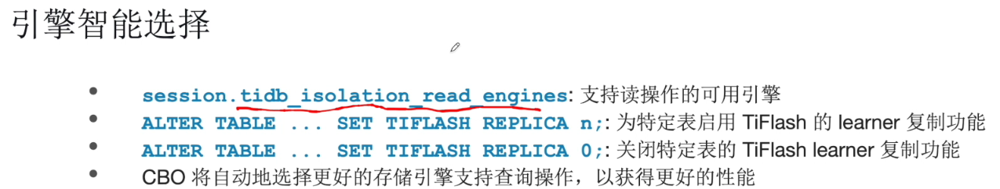 引擎智能选择
session.tidb_isolation_read_engines: 支持读操作的可用引擎
ALTER TABLE ... SET TIFLASH REPLICA n;: 为特定表启用 TiFlash 的 learner 复制功能
ALTER TABLE ... SET TIFLASH REPLICA 0;: 关闭特定表的 TiFlash learner 复制功能
CBO 将自动地选择更好的存储引擎支持查询操作，以获得更好的性能